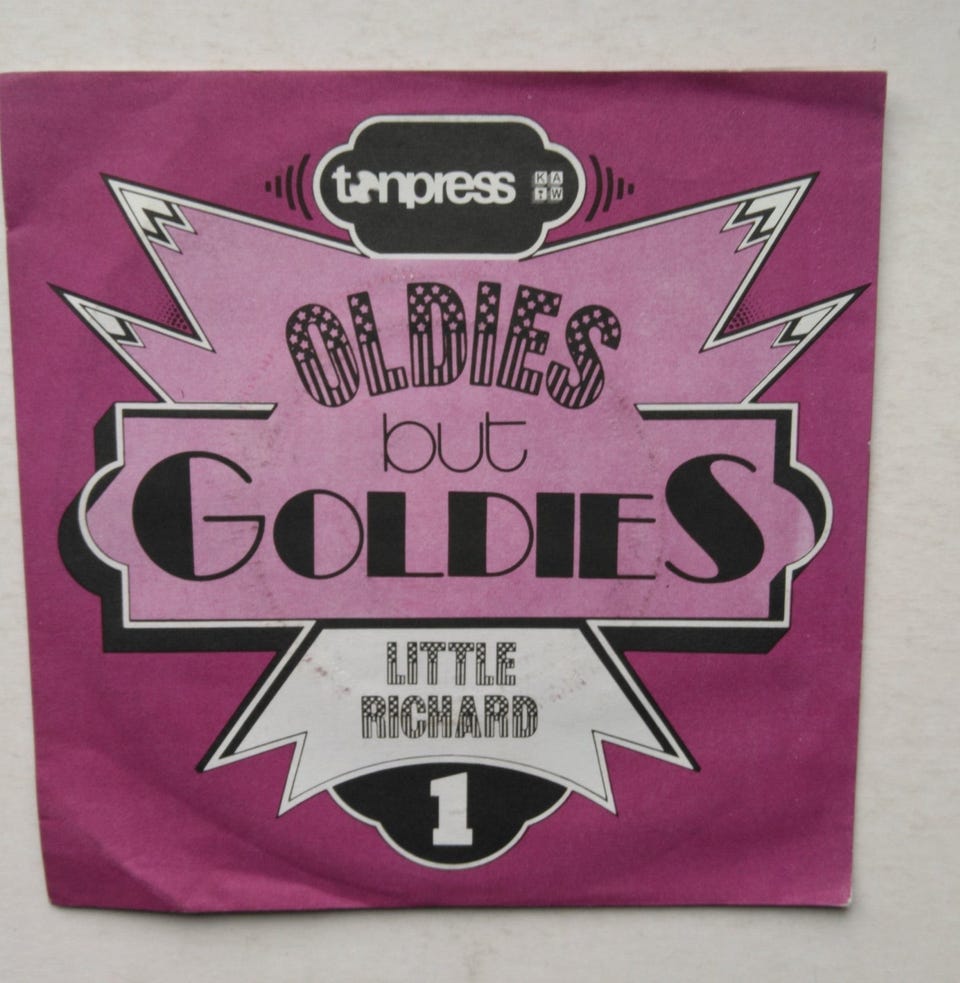 tonpress KAW
OLDIES
but
GOLDIES
LITTLE
RICHARD
1